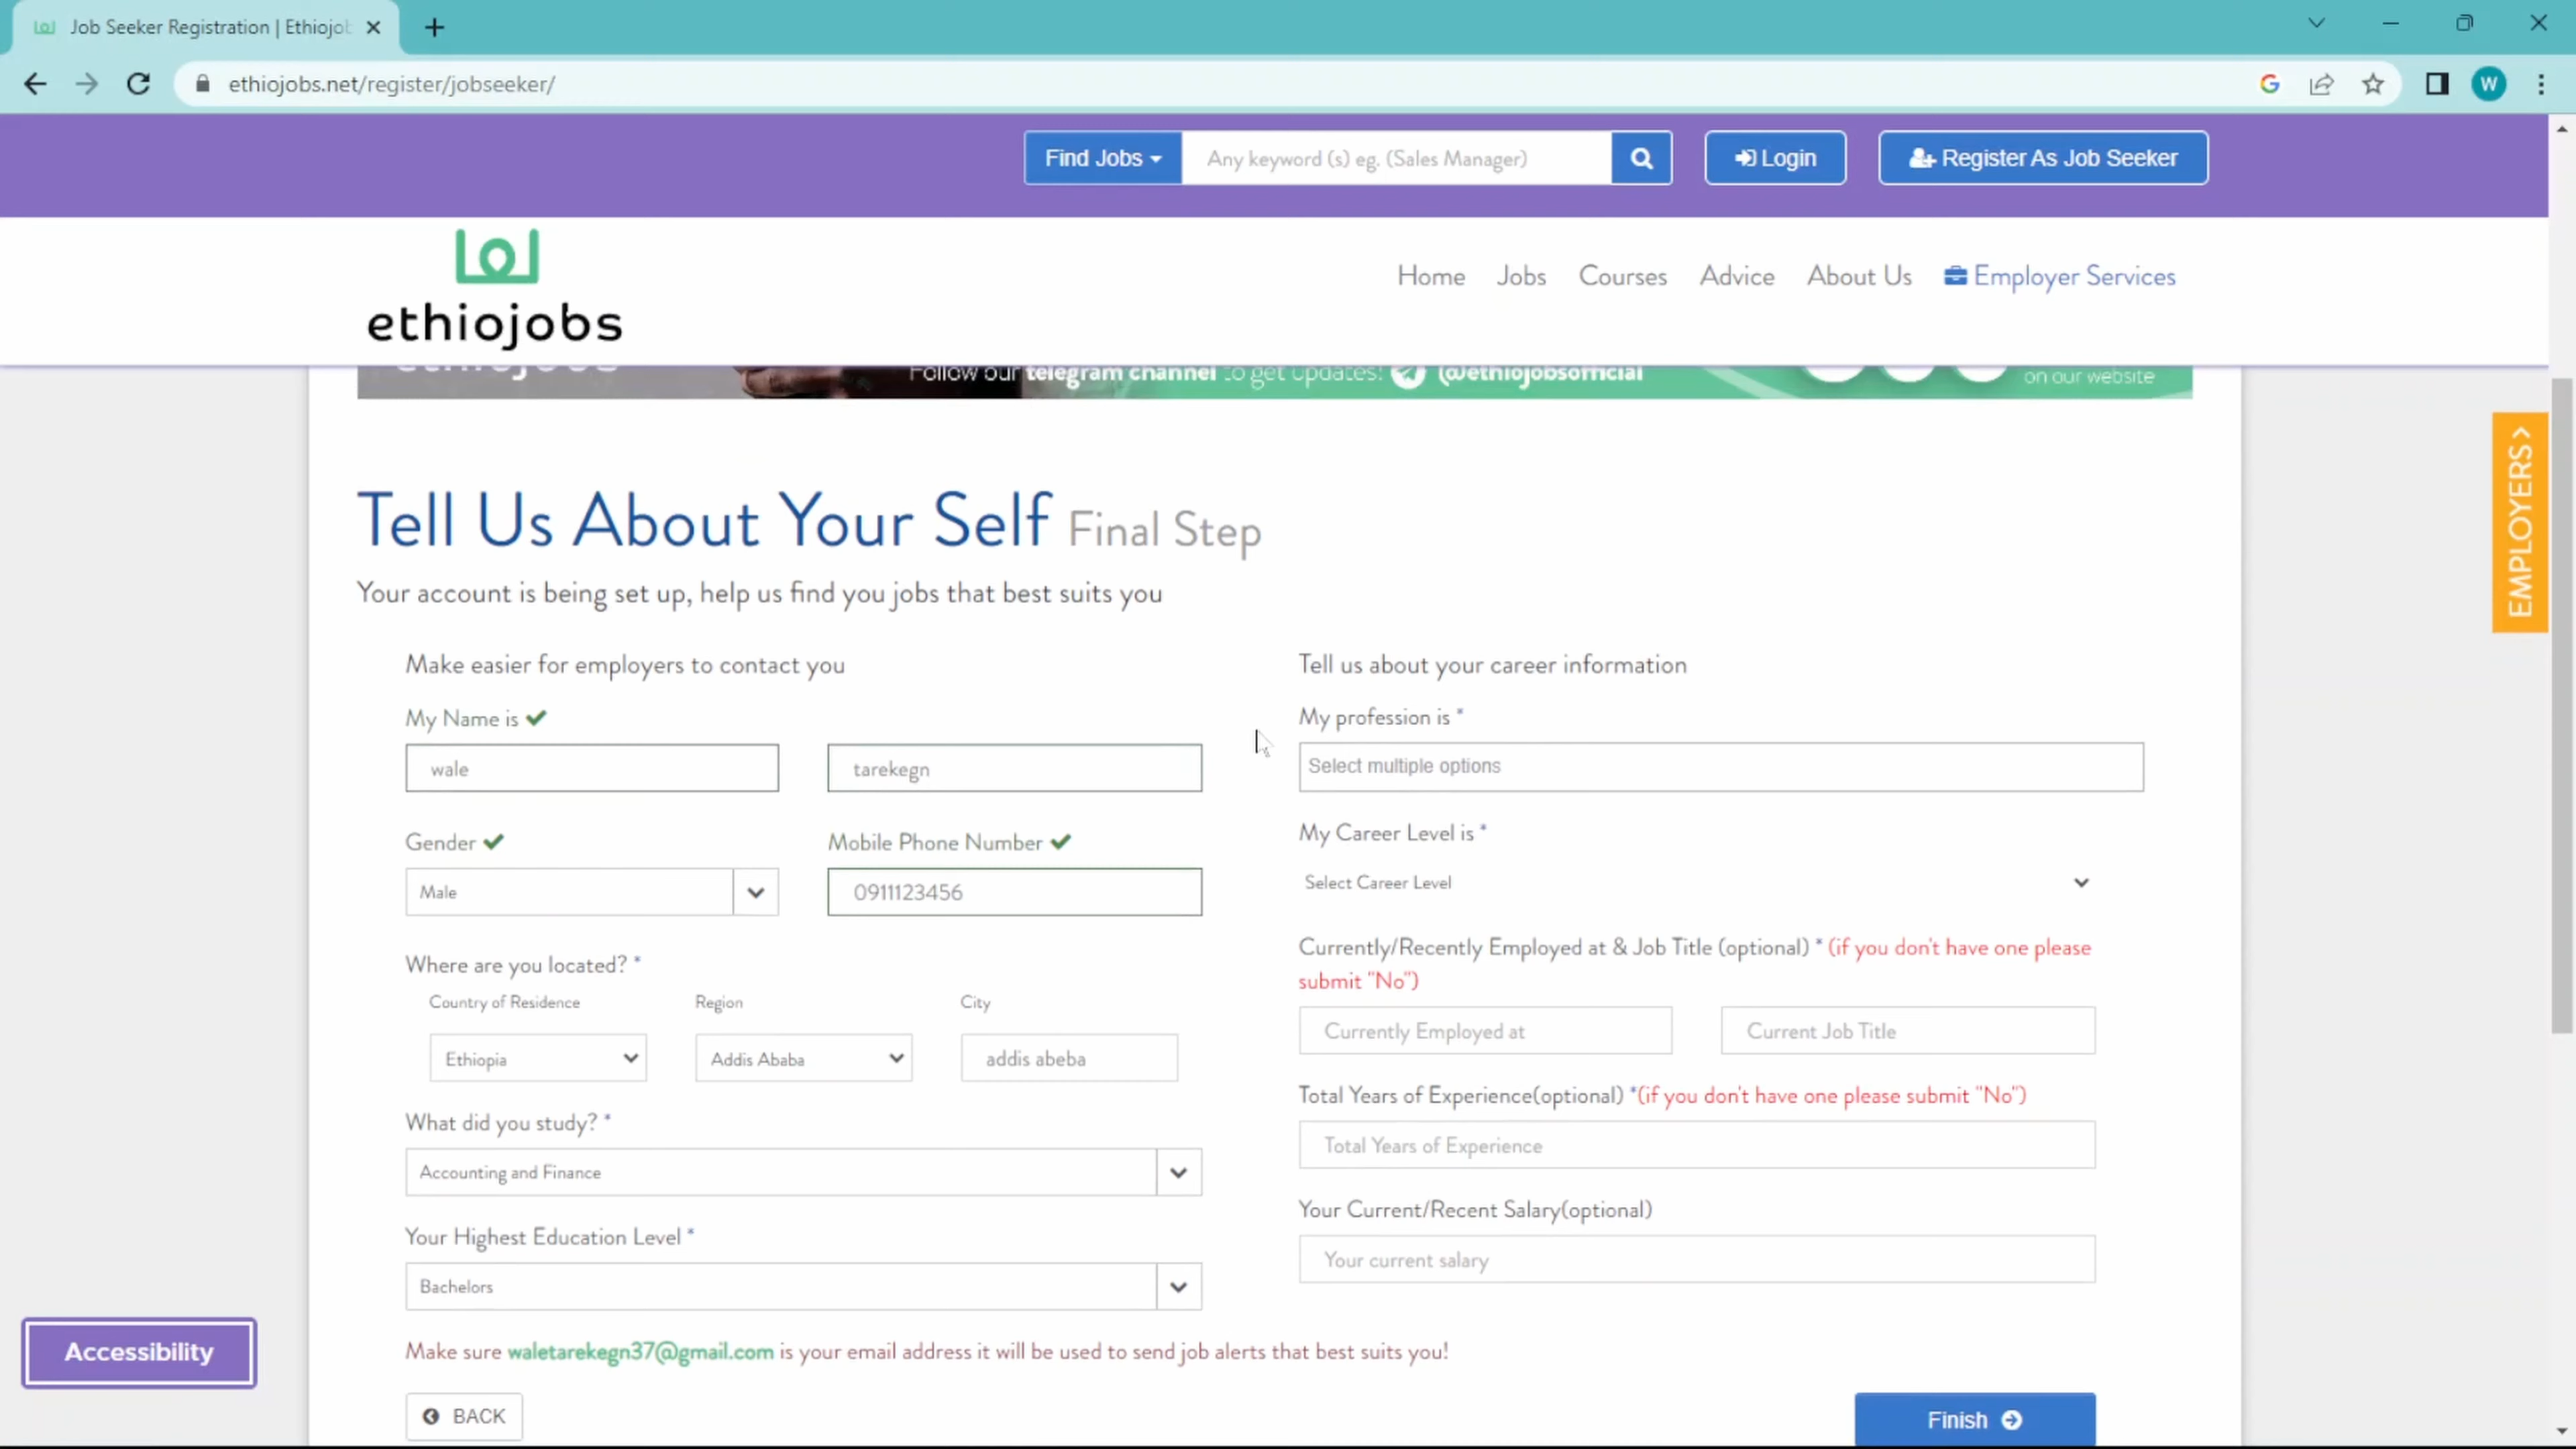 Job Seeker Registration | Ethiojob
ethiojobs.net/register/jobseeker/
W
Find Jobs
Any keyword (s) eg. (Sales Manager)
Login
Register As Job Seeker
ethiojobs
Home Jobs Courses Advice About Us Employer Services
ethiojobs
Follow our telegram channel to get updates! @ethiojobsofficial
on our website
EMPLOYERS >
Tell Us About Your Self Final Step
Your account is being set up, help us find you jobs that best suits you
Make easier for employers to contact you
My Name is
wale
tarekegn
Gender
Mobile Phone Number
Male
0911123456
Where are you located? *
Country of Residence
Region
City
Ethiopia
Addis Ababa
addis abeba
What did you study? *
Accounting and Finance
Your Highest Education Level *
Bachelors
Tell us about your career information
My profession is *
Select multiple options
My Career Level is *
Select Career Level
Currently/Recently Employed at & Job Title (optional) * (if you don't have one please
submit "No")
Currently Employed at
Current Job Title
Total Years of Experience(optional) *(if you don't have one please submit "No")
Total Years of Experience
Your Current/Recent Salary(optional)
Your current salary
Make sure waletarekegn37@gmail.com is your email address it will be used to send job alerts that best suits you!
Accessibility
BACK
Finish